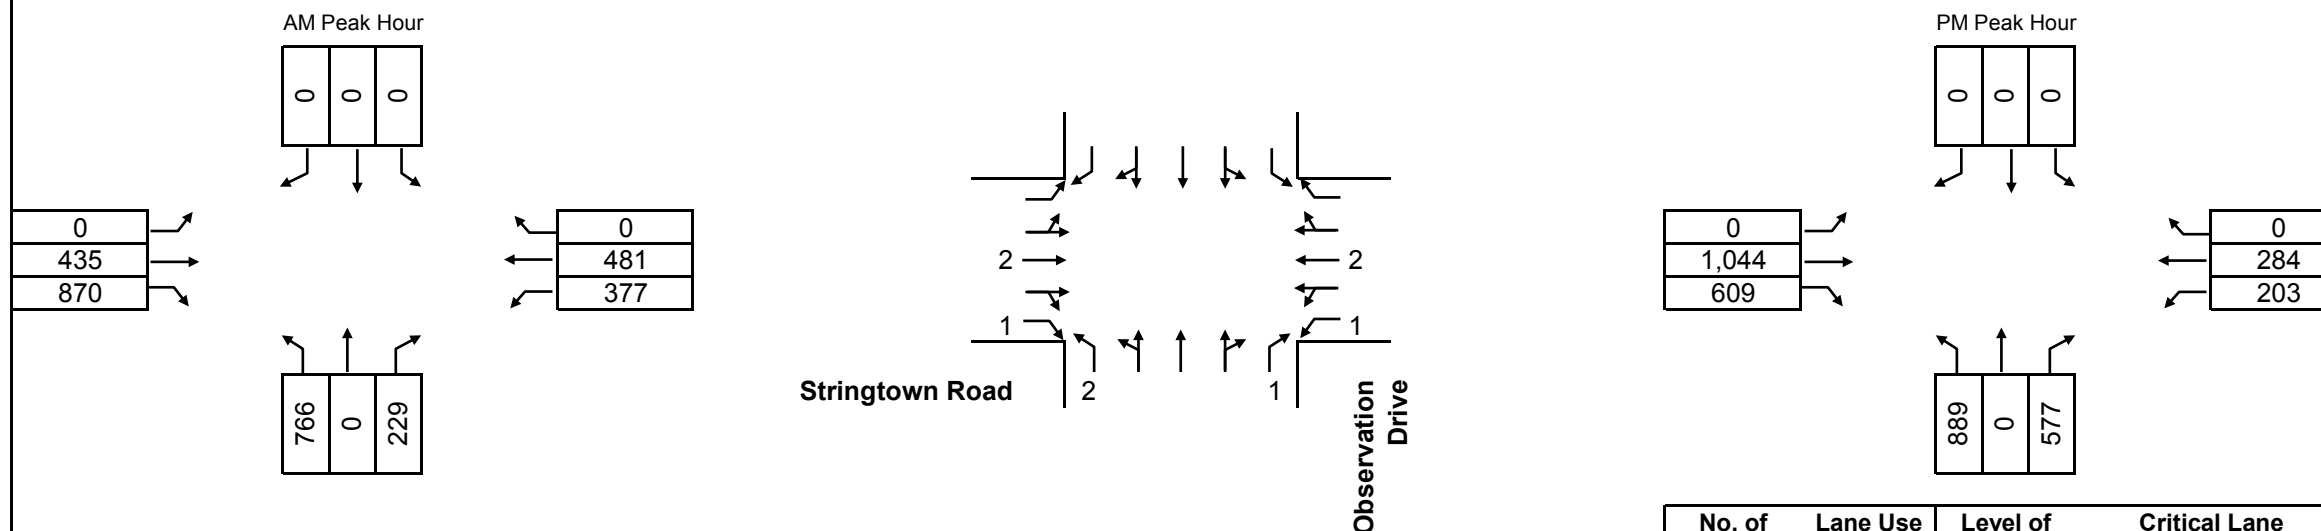 AM Peak Hour
PM Peak Hour
0 0 0
0 0 0
0
0
0
0
435
481
2
2
1,044
284
870
377
609
203
1
1
766 0 229
Stringtown Road
2
1
Observation
Drive
889 0 577
No. of Lane Use Level of Critical Lane